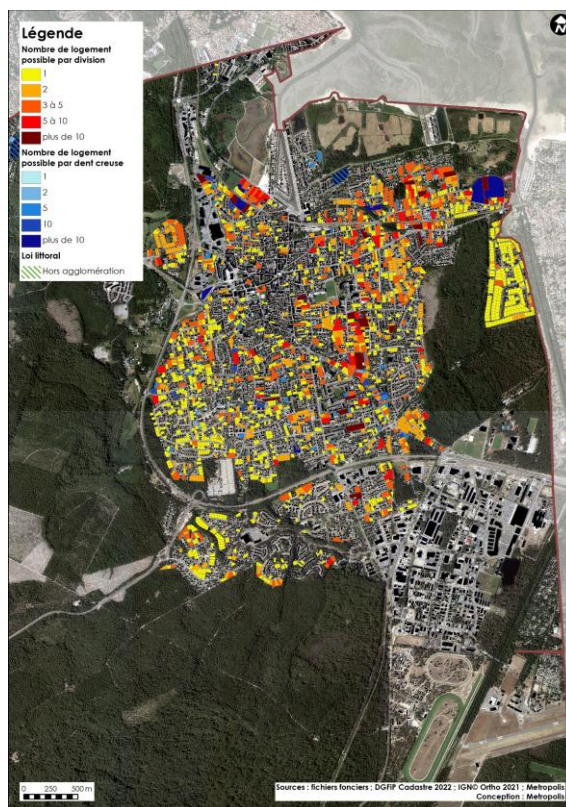 Légende
Nombre de logement
possible par division
1
2
3 à 5
5 à 10
plus de 10
Nombre de logement
possible par dent creuse
1
2
5
10
plus de 10
Loi littoral
Hors agglomération
N
0 250 500 m
Sources : fichiers fonciers ; DGFiP Cadastre 2022 ; IGN© Ortho 2021 ; Metropolis
Conception : Metropolis